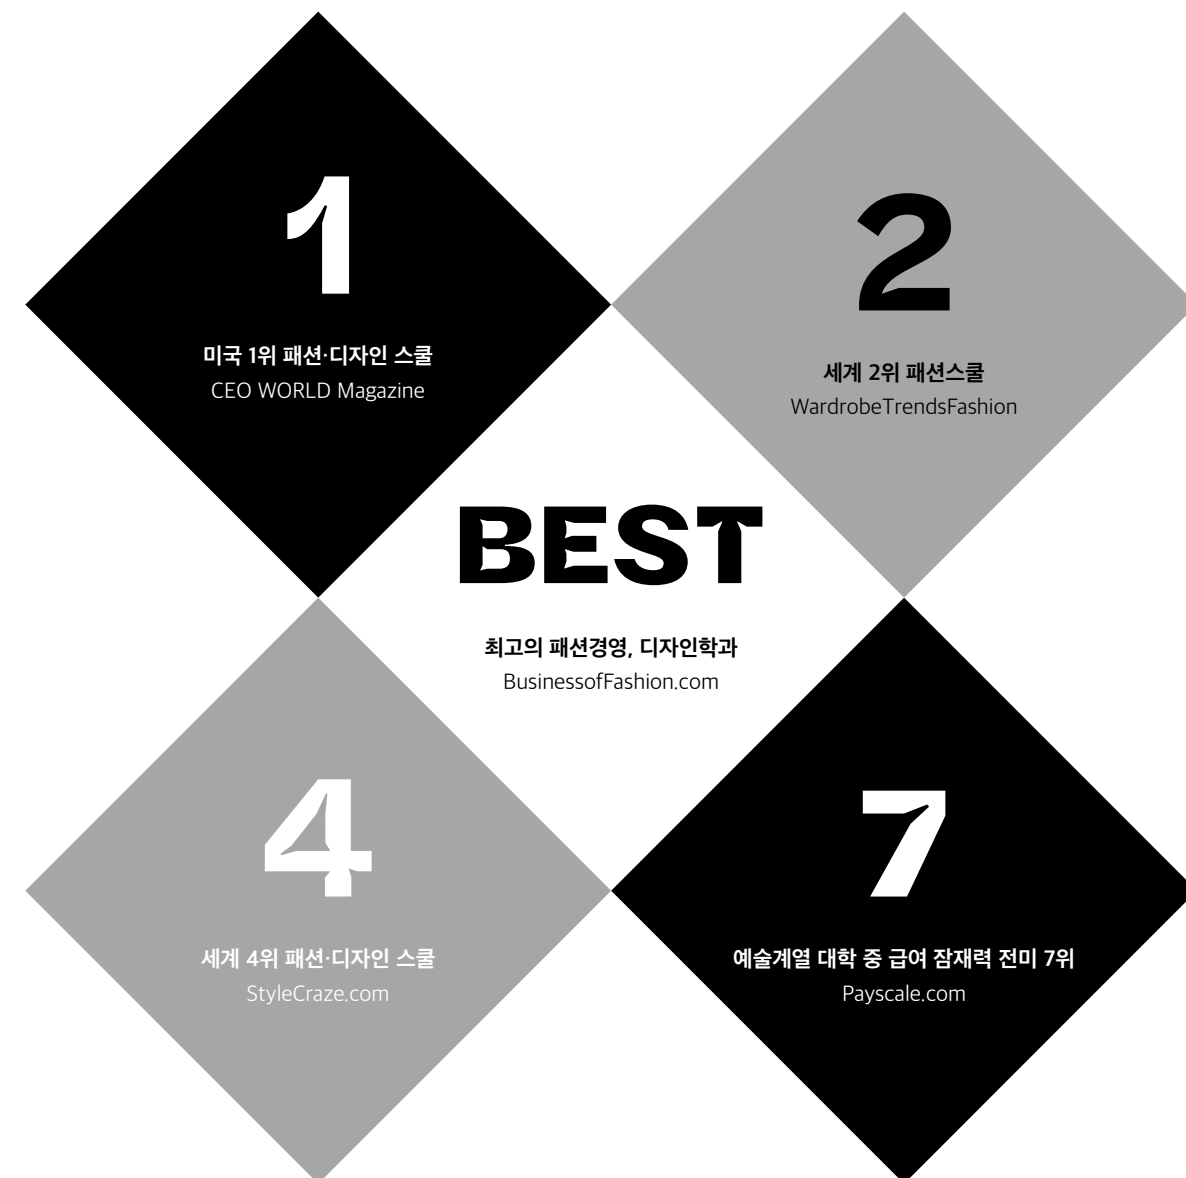 1
미국 1위 패션·디자인 스쿨
CEO WORLD Magazine
2
세계 2위 패션스쿨
WardrobeTrendsFashion
BEST
최고의 패션경영, 디자인학과
BusinessofFashion.com
4
세계 4위 패션·디자인 스쿨
StyleCraze.com
7
예술계열 대학 중 급여 잠재력 전미 7위
Payscale.com